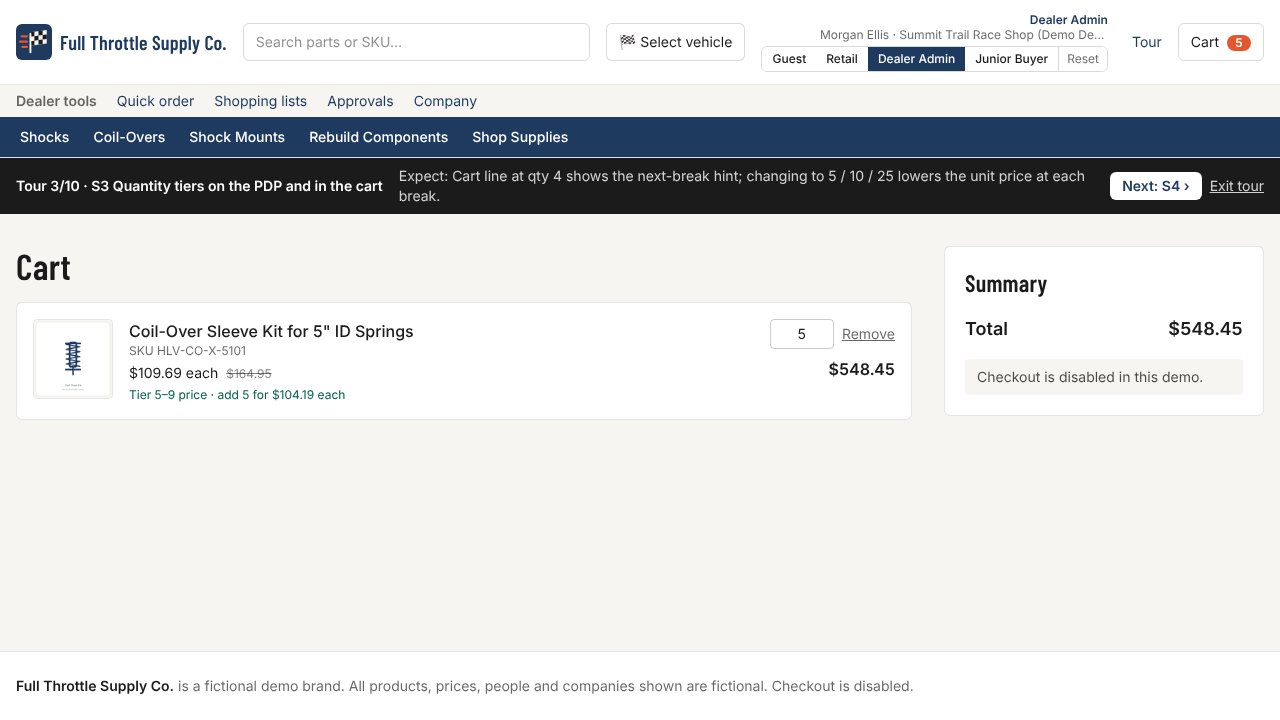 Full Throttle Supply Co.
Search parts or SKU...
Select vehicle
Dealer Admin
Morgan Ellis · Summit Trail Race Shop (Demo De...
Guest Retail Dealer Admin Junior Buyer Reset
Tour
Cart 5
Dealer tools Quick order Shopping lists Approvals Company
Shocks Coil-Overs Shock Mounts Rebuild Components Shop Supplies
Tour 3/10 · S3 Quantity tiers on the PDP and in the cart
Expect: Cart line at qty 4 shows the next-break hint; changing to 5 / 10 / 25 lowers the unit price at each
break.
Next: S4 ›
Exit tour
Cart
Coil-Over Sleeve Kit for 5" ID Springs
SKU HLV-CO-X-5101
$109.69 each $164.95
Tier 5–9 price · add 5 for $104.19 each
5 Remove
$548.45
Summary
Total $548.45
Checkout is disabled in this demo.
Full Throttle Supply Co. is a fictional demo brand. All products, prices, people and companies shown are fictional. Checkout is disabled.